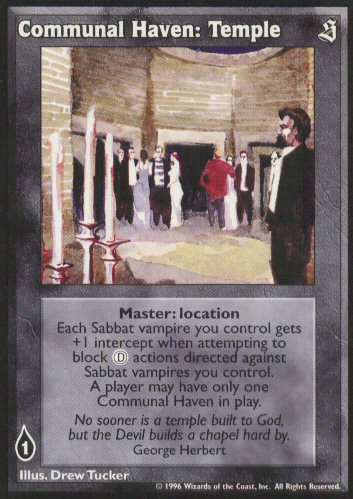 Communal Haven: Temple
Master: location
Each Sabbat vampire you control gets
+1 intercept when attempting to
block Ⓓ actions directed against
Sabbat vampires you control.
A player may have only one
Communal Haven in play.
No sooner is a temple built to God,
but the Devil builds a chapel hard by.
George Herbert
1
Illus. Drew Tucker
© 1996 Wizards of the Coast, Inc. All Rights Reserved.